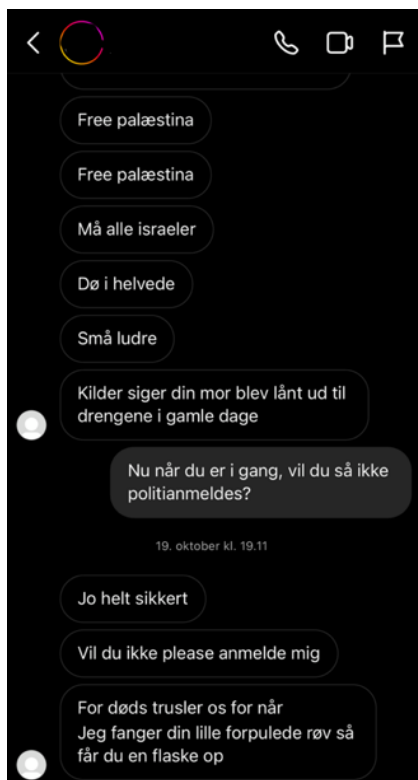 Free palæstina
Free palæstina
Må alle israeler
Dø i helvede
Små ludre
Kilder siger din mor blev lånt ud til
drengene i gamle dage
Nu når du er i gang, vil du så ikke
politianmeldes?
19. oktober kl. 19.11
Jo helt sikkert
Vil du ikke please anmelde mig
For døds trusler os for når
Jeg fanger din lille forpulede røv så
får du en flaske op